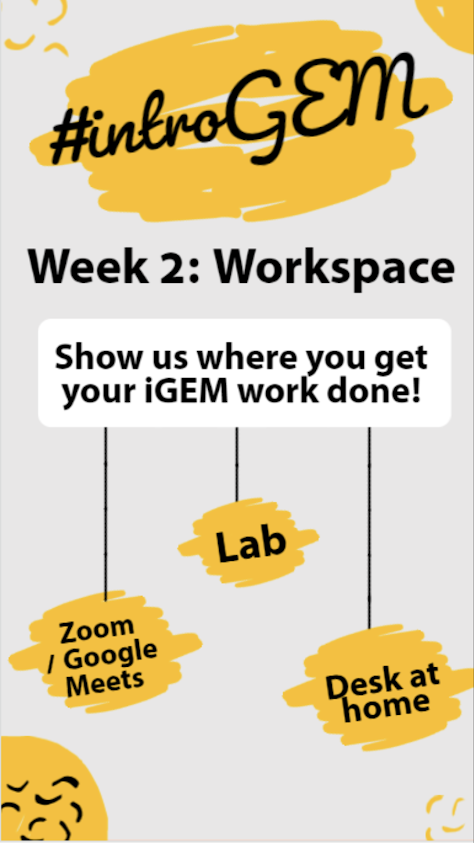 #introGEM
Week 2: Workspace
Show us where you get
your iGEM work done!
Lab
Zoom
/ Google
Meets
Desk at
home